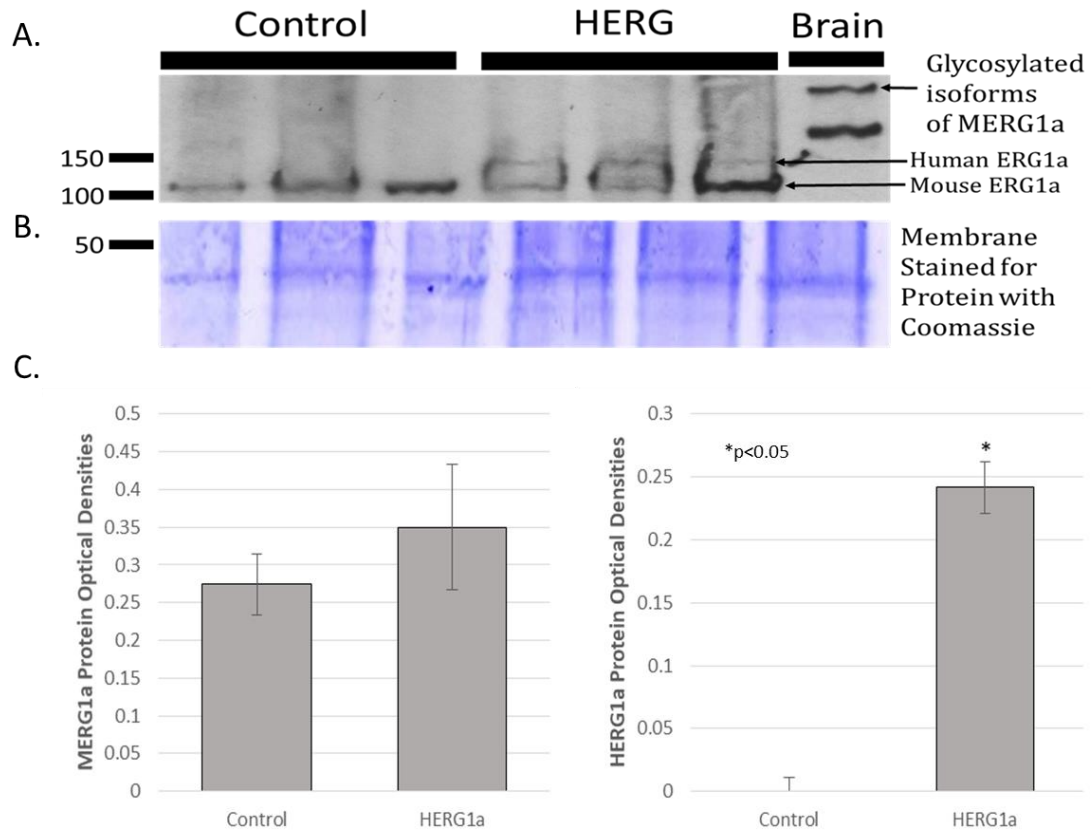 A.
Control
HERG
Brain
Glycosylated
isoforms
of MERG1a
150
Human ERG1a
100
Mouse ERG1a
B.
50
Membrane
Stained for
Protein with
Coomassie
C.
MERG1a Protein Optical Densities
0.5
0.45
0.4
0.35
0.3
0.25
0.2
0.15
0.1
0.05
0
Control
HERG1a
HERG1a Protein Optical Densities
0.3
0.25
0.2
0.15
0.1
0.05
0
*p<0.05
*
Control
HERG1a